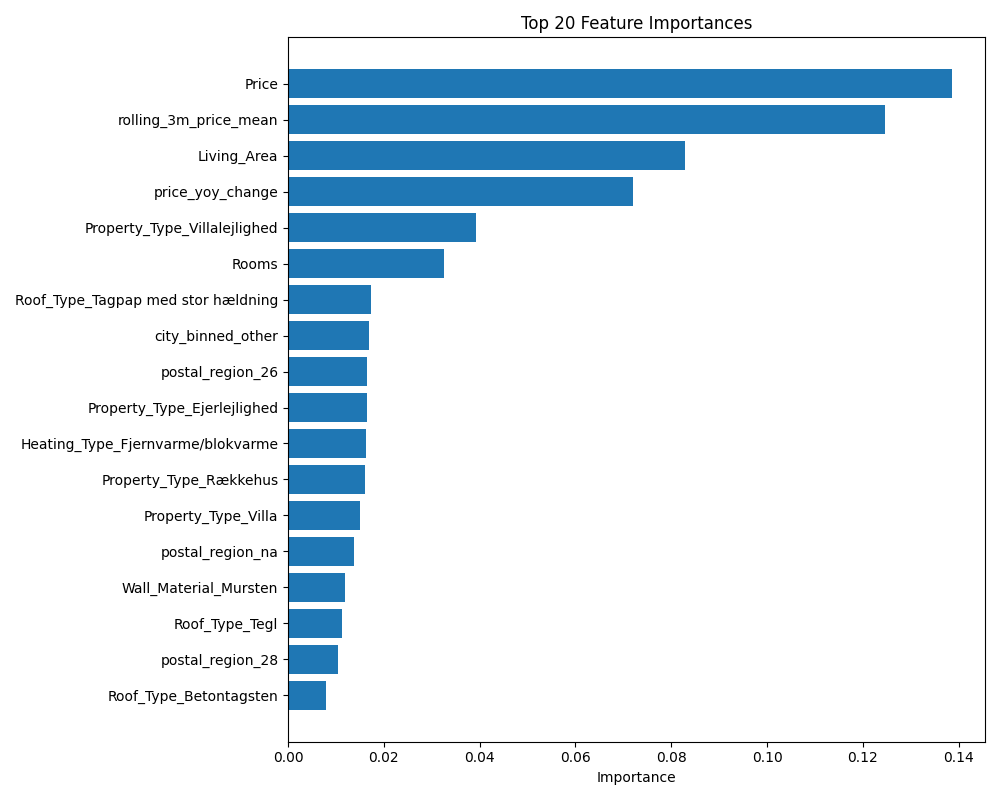 Top 20 Feature Importances
Price
rolling_3m_price_mean
Living_Area
price_yoy_change
Property_Type_Villalejlighed
Rooms
Roof_Type_Tagpap med stor hældning
city_binned_other
postal_region_26
Property_Type_Ejerlejlighed
Heating_Type_Fjernvarme/blokvarme
Property_Type_Rækkehus
Property_Type_Villa
postal_region_na
Wall_Material_Mursten
Roof_Type_Tegl
postal_region_28
Roof_Type_Betontagsten
0.00 0.02 0.04 0.06 0.08 0.10 0.12 0.14
Importance